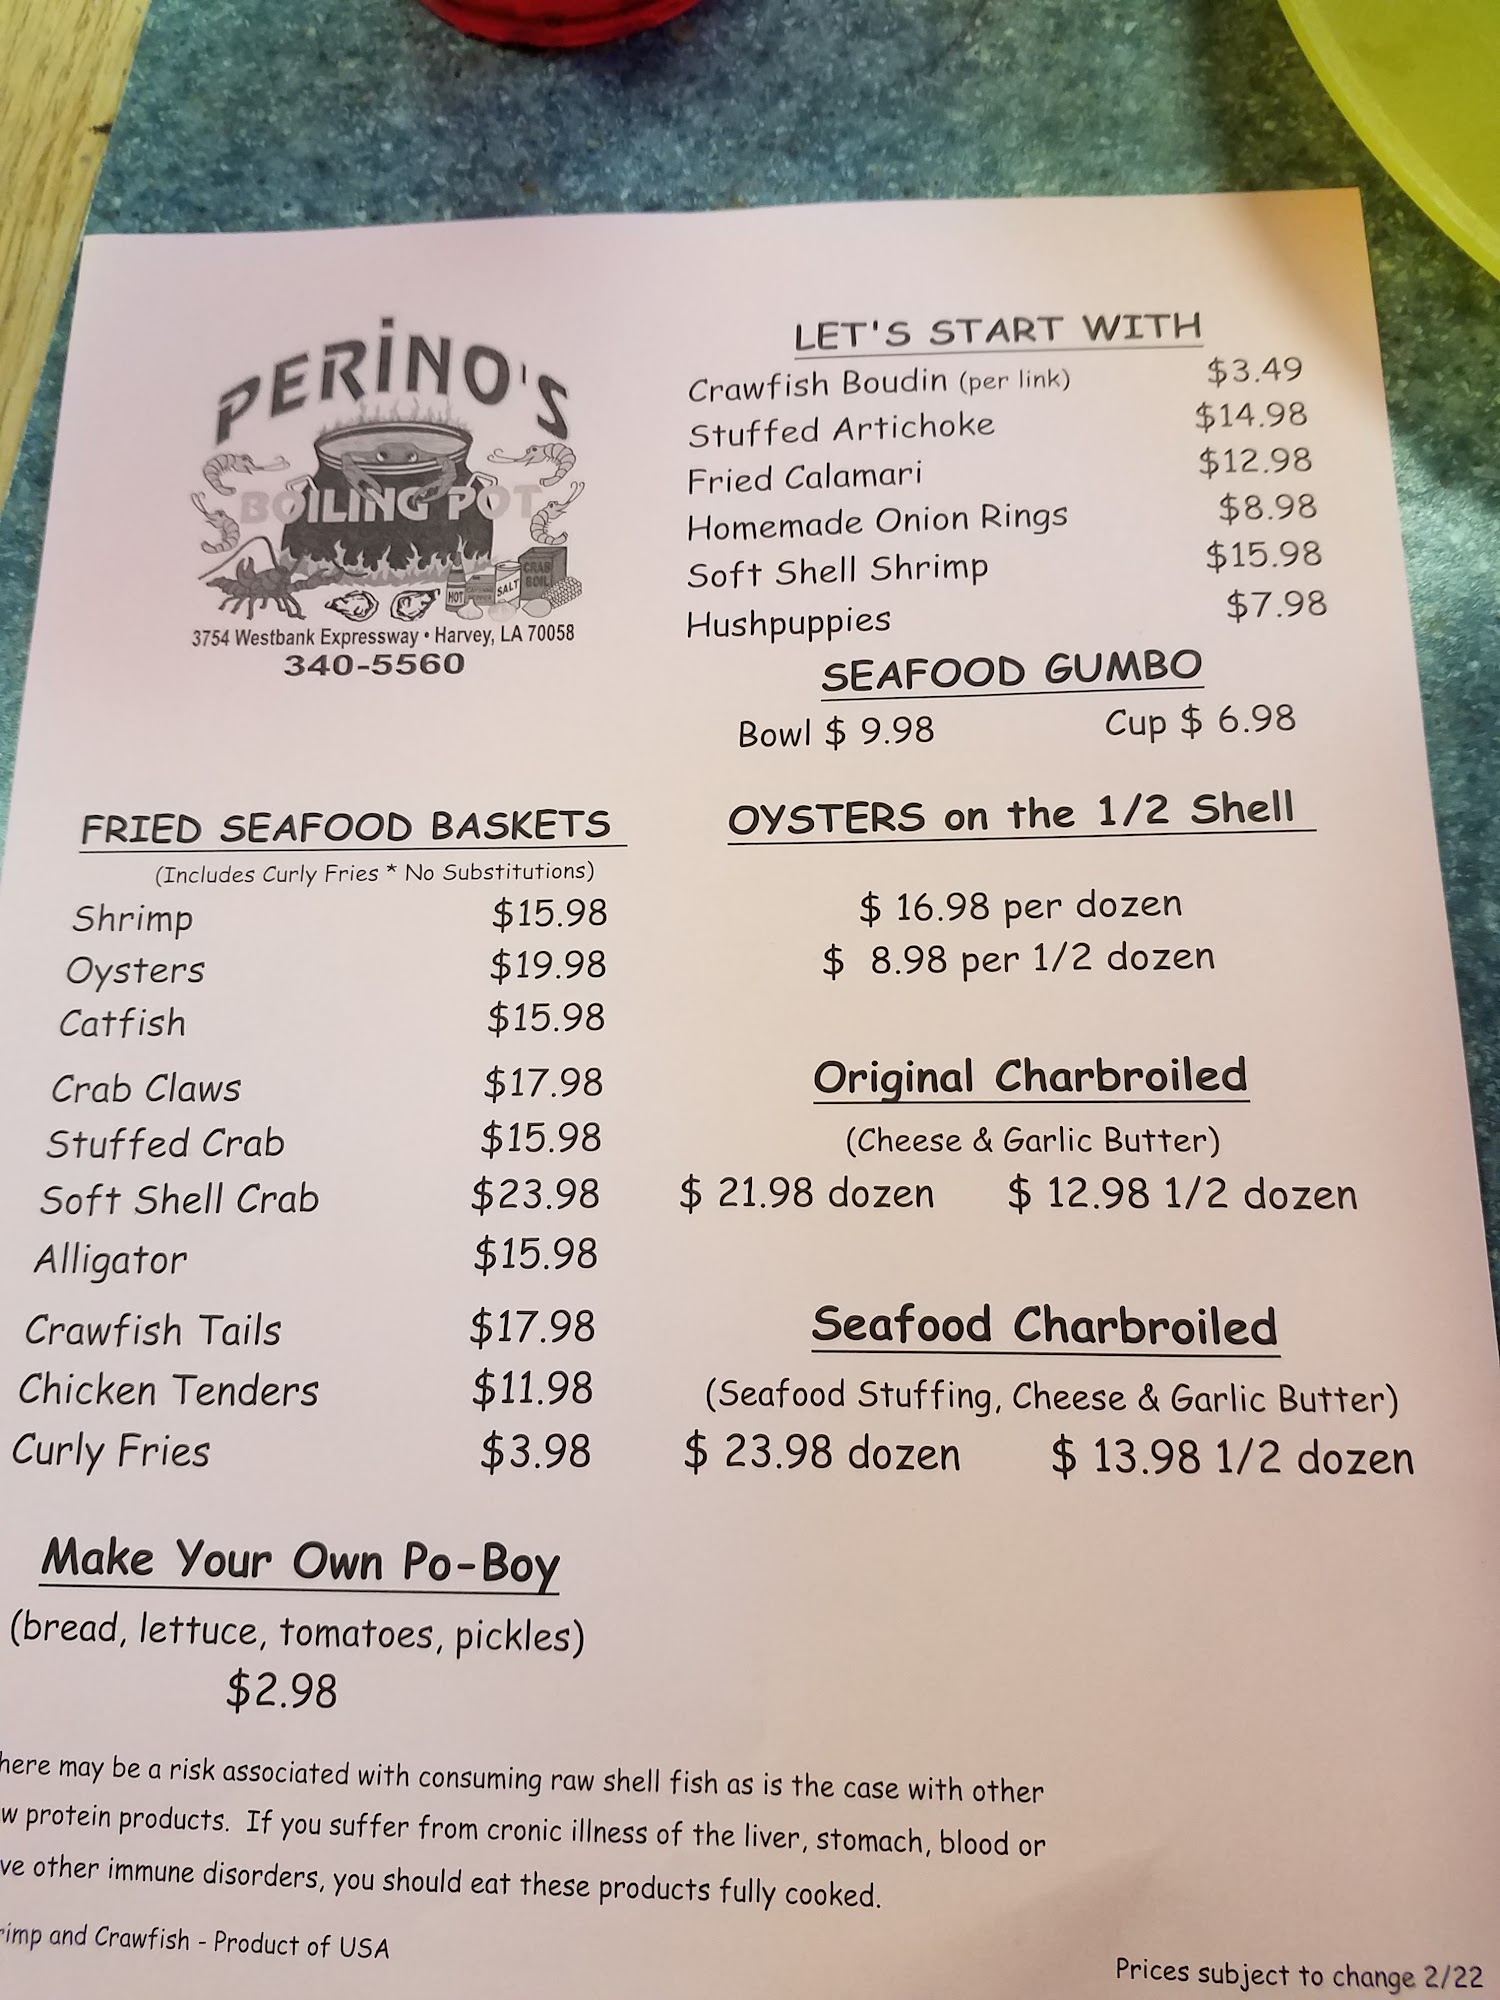 PERINO'S
BOILING POT
CRAB
BOIL
HOT
SALT
3754 Westbank Expressway • Harvey, LA 70058
340-5560
LET'S START WITH
Crawfish Boudin (per link) $3.49
Stuffed Artichoke $14.98
Fried Calamari $12.98
Homemade Onion Rings $8.98
Soft Shell Shrimp $15.98
Hushpuppies $7.98
SEAFOOD GUMBO
Bowl $ 9.98 Cup $ 6.98
FRIED SEAFOOD BASKETS
(Includes Curly Fries * No Substitutions)
Shrimp $15.98
Oysters $19.98
Catfish $15.98
Crab Claws $17.98
Stuffed Crab $15.98
Soft Shell Crab $23.98
Alligator $15.98
Crawfish Tails $17.98
Chicken Tenders $11.98
Curly Fries $3.98
OYSTERS on the 1/2 Shell
$ 16.98 per dozen
$ 8.98 per 1/2 dozen
Original Charbroiled
(Cheese & Garlic Butter)
$ 21.98 dozen $ 12.98 1/2 dozen
Seafood Charbroiled
(Seafood Stuffing, Cheese & Garlic Butter)
$ 23.98 dozen $ 13.98 1/2 dozen
Make Your Own Po-Boy
(bread, lettuce, tomatoes, pickles)
$2.98
here may be a risk associated with consuming raw shell fish as is the case with other
w protein products. If you suffer from cronic illness of the liver, stomach, blood or
ve other immune disorders, you should eat these products fully cooked.
rimp and Crawfish - Product of USA
Prices subject to change 2/22